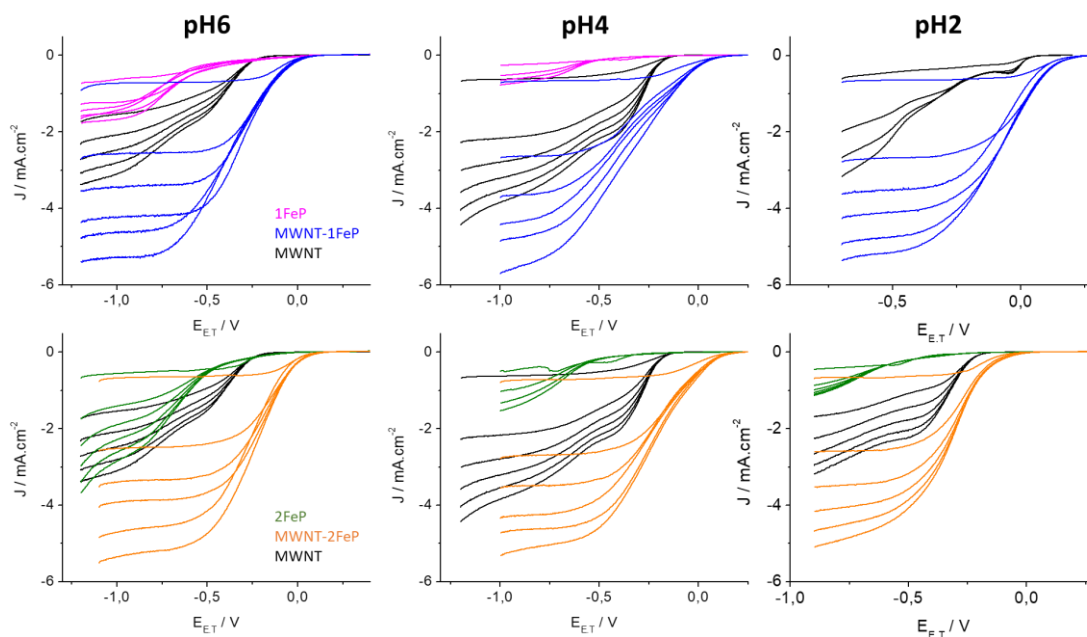 pH6 pH4 pH2
0 0 0
-2 -2 -2
-4 -4 -4
-6 -6 -6
J / mA.cm-2 J / mA.cm-2 J / mA.cm-2
1FeP
MWNT-1FeP
MWNT
-1,0 -0,5 0,0 -1,0 -0,5 0,0 -0,5 0,0
EE.T / V EE.T / V EE.T / V
0 0 0
-2 -2 -2
-4 -4 -4
-6 -6 -6
J / mA.cm-2 J / mA.cm-2 J / mA.cm-2
2FeP
MWNT-2FeP
MWNT
-1,0 -0,5 0,0 -1,0 -0,5 0,0 -1,0 -0,5 0,0
EE.T / V EE.T / V EE.T / V